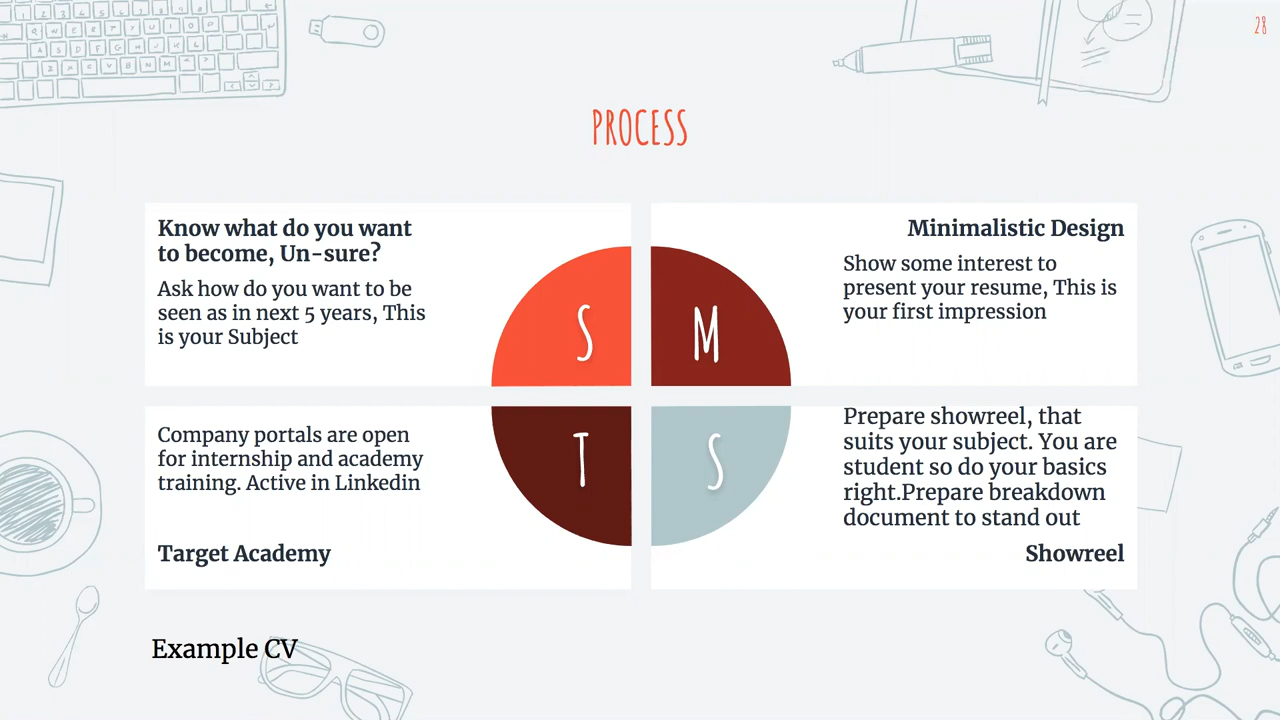 28
PROCESS
Know what do you want
to become, Un-sure?
Ask how do you want to be
seen as in next 5 years, This
is your Subject
S
M
Minimalistic Design
Show some interest to
present your resume, This is
your first impression
Company portals are open
for internship and academy
training. Active in Linkedin
Target Academy
T
S
Prepare showreel, that
suits your subject. You are
student so do your basics
right.Prepare breakdown
document to stand out
Showreel
Example CV